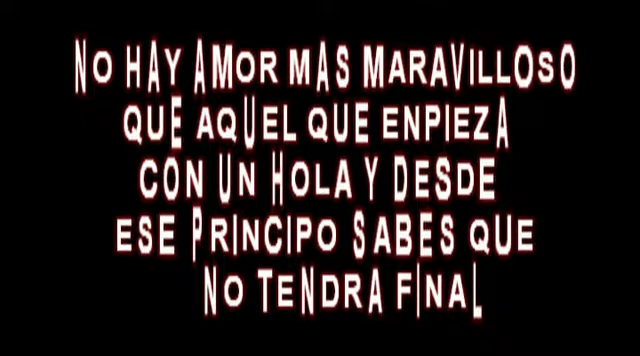 NO HAY AMOR MAS MARAVILLOSO
QUE AQUEL QUE ENPIEZA
CON UN HOLA Y DESDE
ESE PRINCIPO SABES QUE
NO TENDRA FINAL